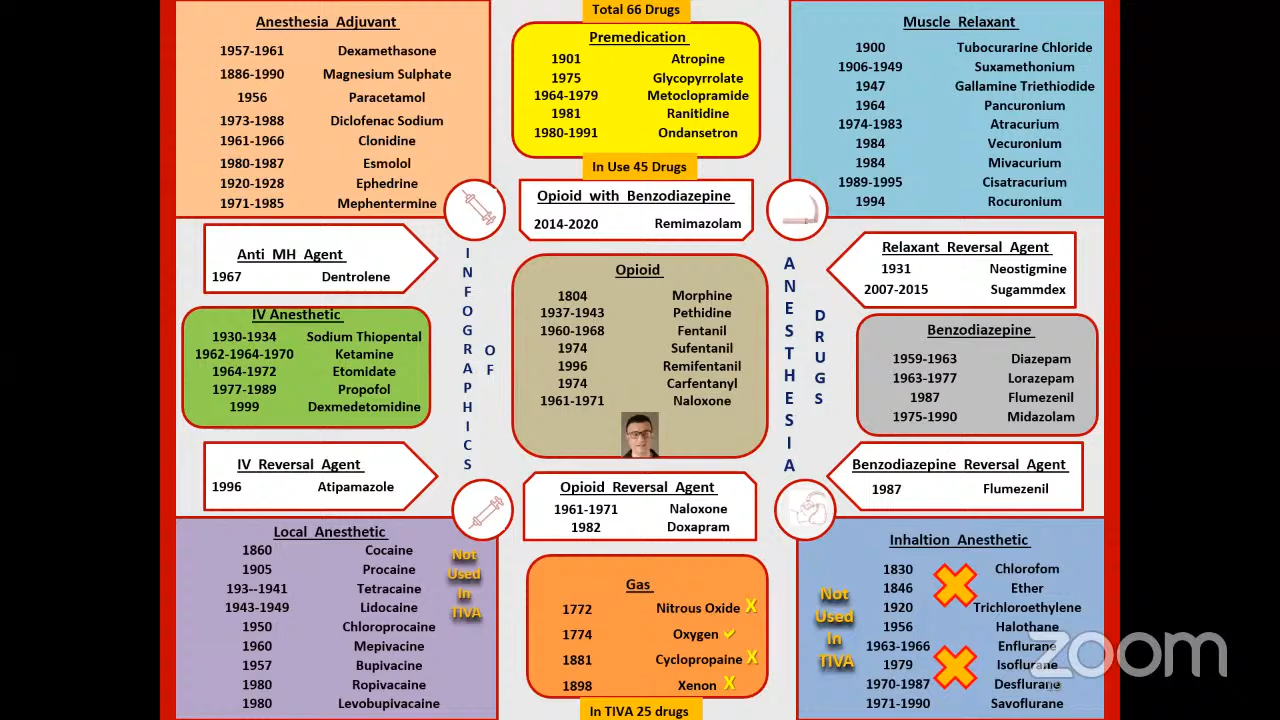 Anesthesia Adjuvant
1957-1961 Dexamethasone
1886-1990 Magnesium Sulphate
1956 Paracetamol
1973-1988 Diclofenac Sodium
1961-1966 Clonidine
1980-1987 Esmolol
1920-1928 Ephedrine
1971-1985 Mephentermine
Total 66 Drugs
Premedication
1901 Atropine
1975 Glycopyrrolate
1964-1979 Metoclopramide
1981 Ranitidine
1980-1991 Ondansetron
In Use 45 Drugs
Muscle Relaxant
1900 Tubocurarine Chloride
1906-1949 Suxamethonium
1947 Gallamine Triethiodide
1964 Pancuronium
1974-1983 Atracurium
1984 Vecuronium
1984 Mivacurium
1989-1995 Cisatracurium
1994 Rocuronium
Opioid with Benzodiazepine
2014-2020 Remimazolam
Anti MH Agent
1967 Dentrolene
INFOGRAPHICS
OF
ANESTHESIA
DRUGS
Relaxant Reversal Agent
1931 Neostigmine
2007-2015 Sugammdex
IV Anesthetic
1930-1934 Sodium Thiopental
1962-1964-1970 Ketamine
1964-1972 Etomidate
1977-1989 Propofol
1999 Dexmedetomidine
Opioid
1804 Morphine
1937-1943 Pethidine
1960-1968 Fentanil
1974 Sufentanil
1996 Remifentanil
1974 Carfentanyl
1961-1971 Naloxone
Benzodiazepine
1959-1963 Diazepam
1963-1977 Lorazepam
1987 Flumezenil
1975-1990 Midazolam
IV Reversal Agent
1996 Atipamazole
Opioid Reversal Agent
1961-1971 Naloxone
1982 Doxapram
Benzodiazepine Reversal Agent
1987 Flumezenil
Local Anesthetic
1860 Cocaine
1905 Procaine
193--1941 Tetracaine
1943-1949 Lidocaine
1950 Chloroprocaine
1960 Mepivacine
1957 Bupivacine
1980 Ropivacaine
1980 Levobupivacaine
Not
Used
In
TIVA
Gas
1772 Nitrous Oxide X
1774 Oxygen ✓
1881 Cyclopropaine X
1898 Xenon X
In TIVA 25 drugs
Inhaltion Anesthetic
1830 Chlorofom
1846 Ether
1920 Trichloroethylene
1956 Halothane
1963-1966 Enflurane
1979 Isoflurane
1970-1987 Desflurane
1971-1990 Savoflurane
Not
Used
In
TIVA
zoom